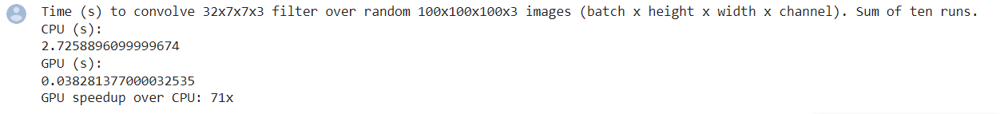 Time (s) to convolve 32x7x7x3 filter over random 100x100x100x3 images (batch x height x width x channel). Sum of ten runs.
CPU (s):
2.7258896099999674
GPU (s):
0.038281377000032535
GPU speedup over CPU: 71x